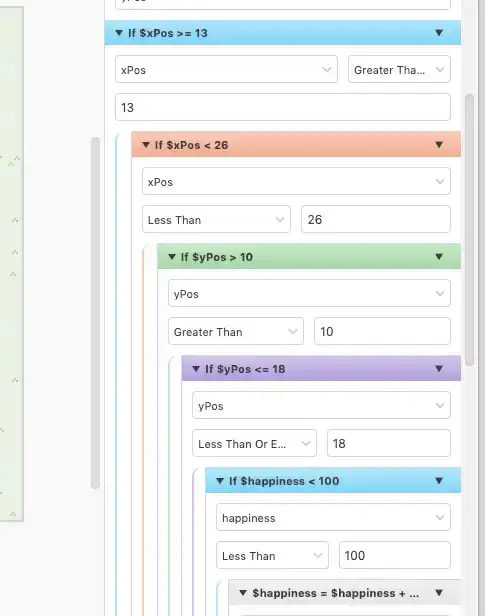 If $xPos >= 13
xPos
Greater Tha...
13
If $xPos < 26
xPos
Less Than
26
If $yPos > 10
yPos
Greater Than
10
If $yPos <= 18
yPos
Less Than Or E...
18
If $happiness < 100
happiness
Less Than
100
$happiness = $happiness + ...